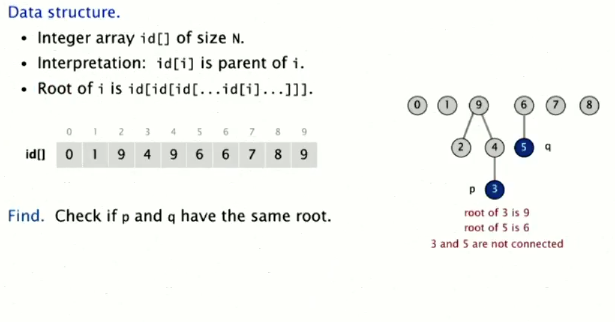 Data structure.
• Integer array id[] of size N.
• Interpretation: id[i] is parent of i.
• Root of i is id[id[id[...id[i]...]]].
0 1 2 3 4 5 6 7 8 9
id[] 0 1 9 4 9 6 6 7 8 9
Find. Check if p and q have the same root.
0 1 9 6 7 8
2 4 5 q
p 3
root of 3 is 9
root of 5 is 6
3 and 5 are not connected